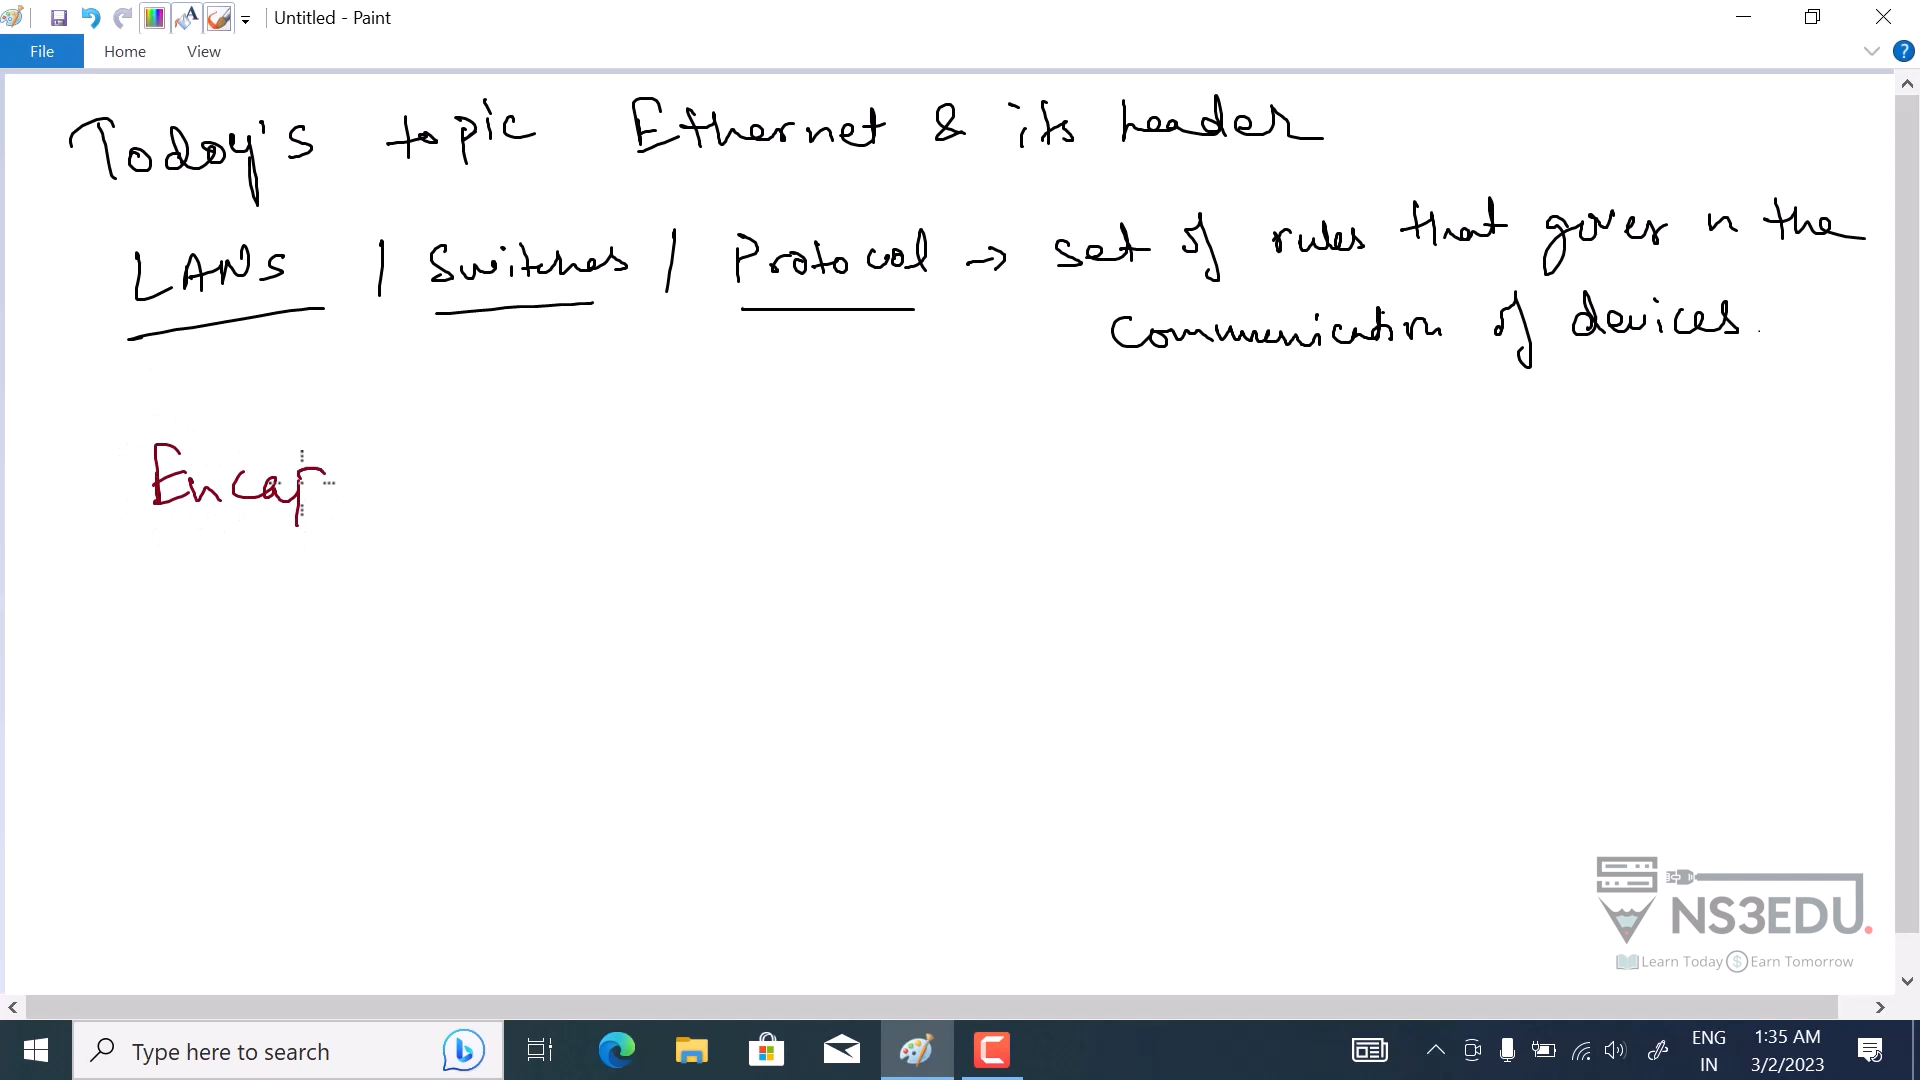 Untitled - Paint
File Home View
Today's topic Ethernet & its header
LANs | Switches | Protocol → set of rules that govern the
communication of devices.
Encap
NS3EDU.
Learn Today $ Earn Tomorrow
Type here to search
ENG
IN
1:35 AM
3/2/2023